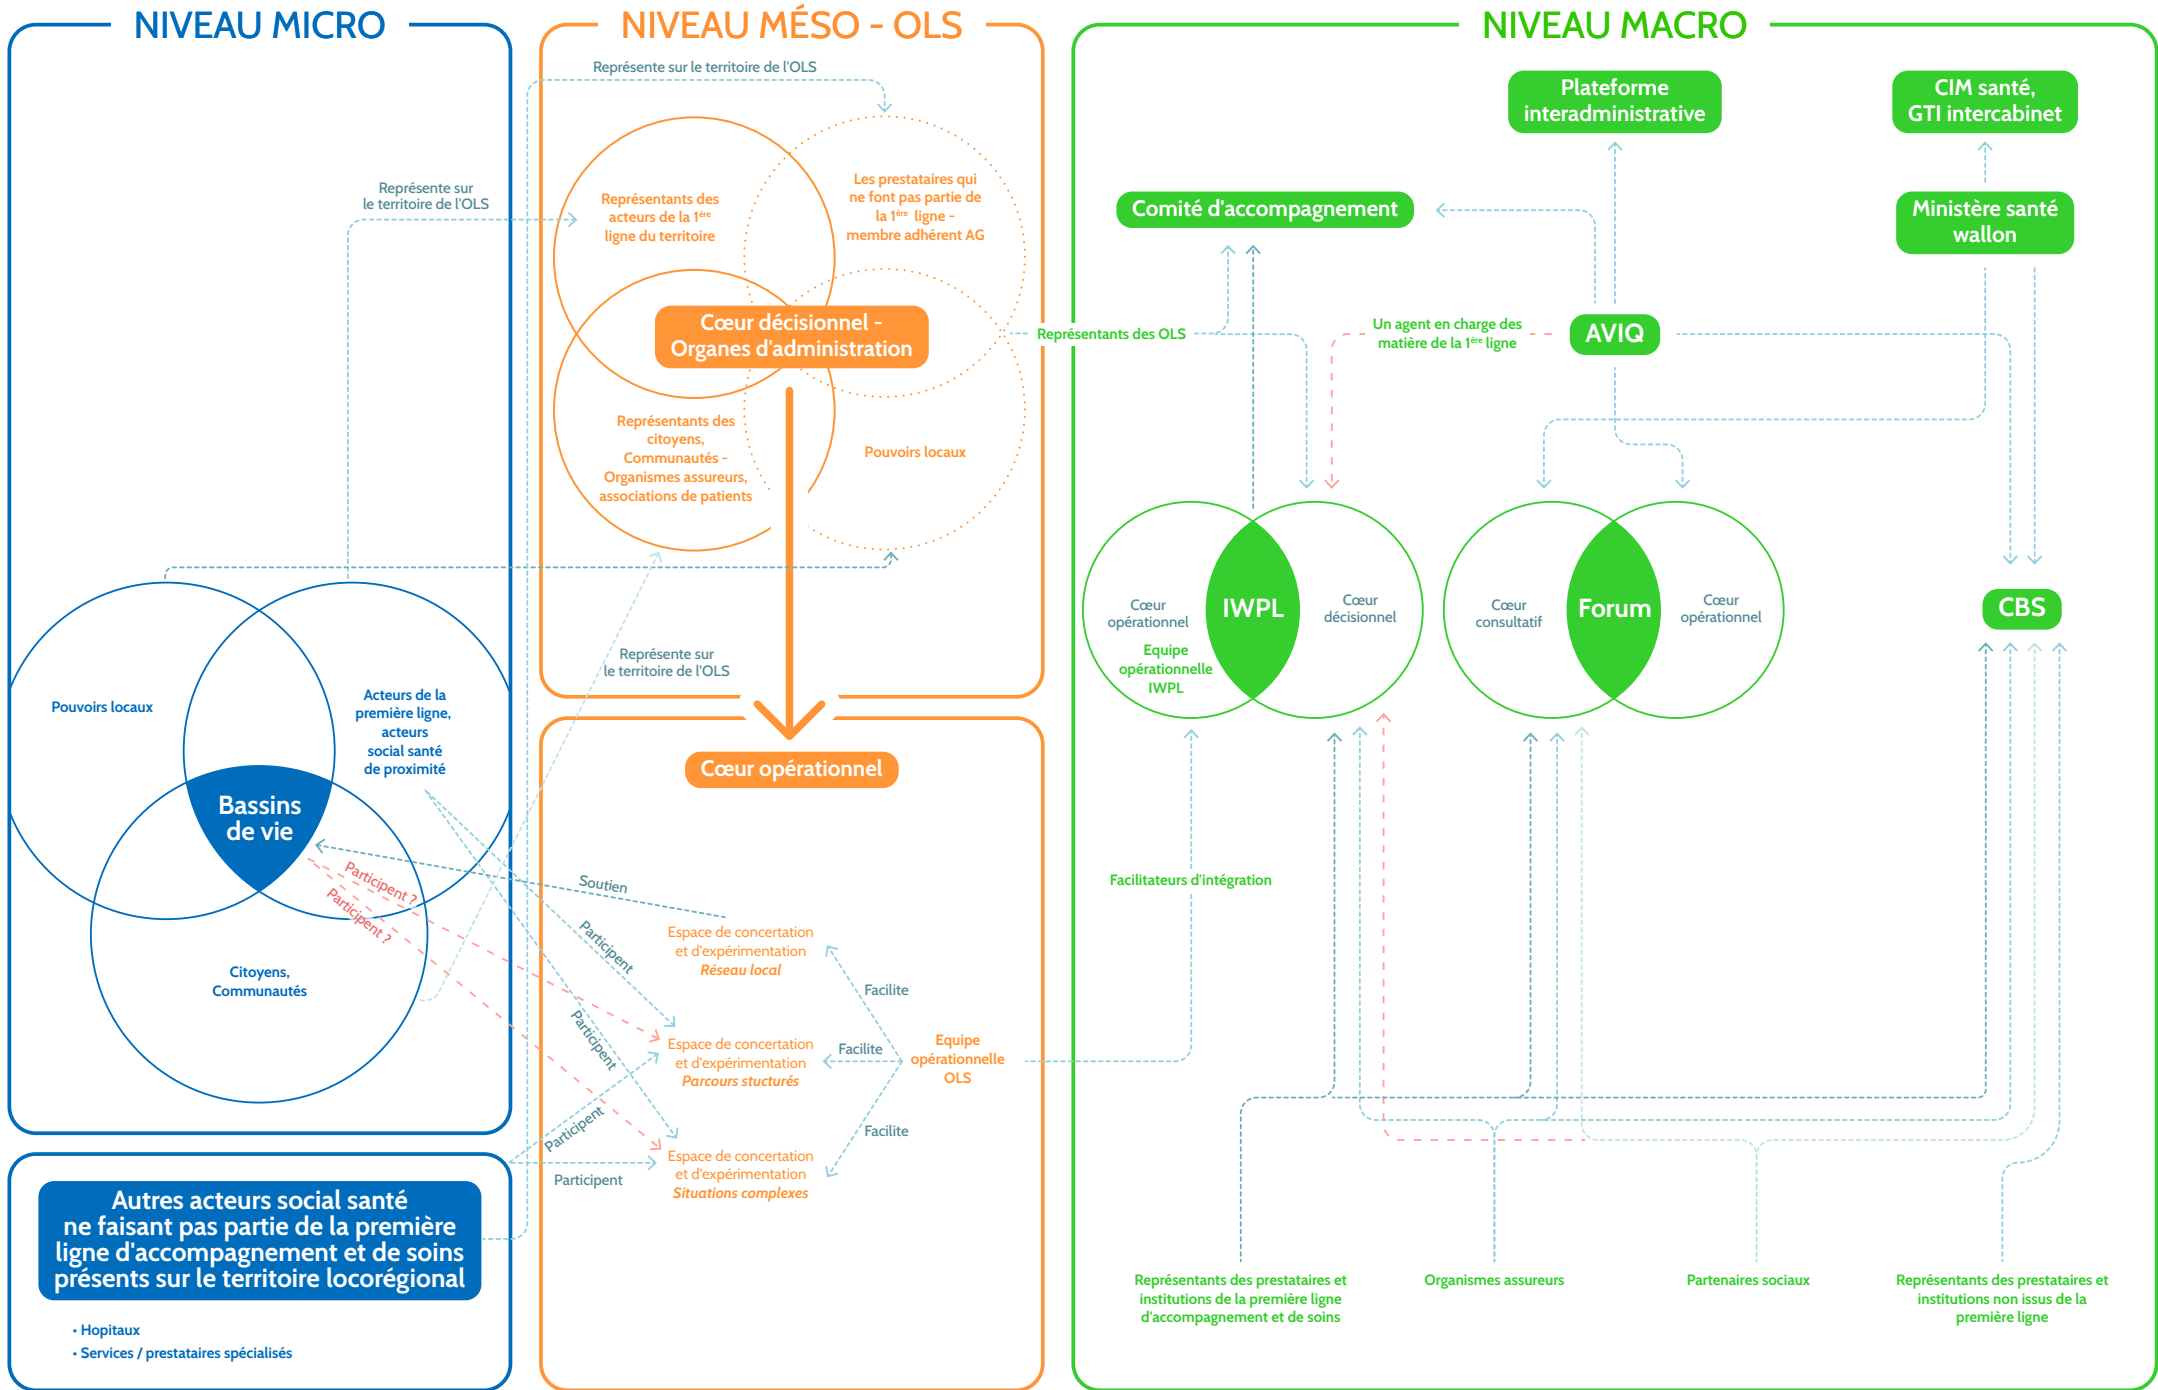 NIVEAU MICRO
Représente sur
le territoire de l'OLS
Pouvoirs locaux
Acteurs de la
première ligne,
acteurs
social santé
de proximité
Bassins
de vie
Participent ?
Participent ?
Citoyens,
Communautés
Autres acteurs social santé
ne faisant pas partie de la première
ligne d'accompagnement et de soins
présents sur le territoire locorégional
• Hopitaux
• Services / prestataires spécialisés
NIVEAU MÉSO - OLS
Représente sur le territoire de l'OLS
Représentants des
acteurs de la 1ère
ligne du territoire
Les prestataires qui
ne font pas partie de
la 1ère ligne -
membre adhérent AG
Cœur décisionnel -
Organes d'administration
Représentants des
citoyens,
Communautés -
Organismes assureurs,
associations de patients
Pouvoirs locaux
Représente sur
le territoire de l'OLS
Cœur opérationnel
Soutien
Participent
Participent
Participent
Participent
Espace de concertation
et d'expérimentation
Réseau local
Espace de concertation
et d'expérimentation
Parcours stucturés
Espace de concertation
et d'expérimentation
Situations complexes
Facilite
Facilite
Facilite
Equipe
opérationnelle
OLS
NIVEAU MACRO
Plateforme
interadministrative
CIM santé,
GTI intercabinet
Comité d'accompagnement
Ministère santé
wallon
Représentants des OLS
Un agent en charge des
matière de la 1ère ligne
AVIQ
Cœur
opérationnel
Equipe
opérationnelle
IWPL
IWPL
Cœur
décisionnel
Cœur
consultatif
Forum
Cœur
opérationnel
CBS
Facilitateurs d'intégration
Représentants des prestataires et
institutions de la première ligne
d'accompagnement et de soins
Organismes assureurs
Partenaires sociaux
Représentants des prestataires et
institutions non issus de la
première ligne